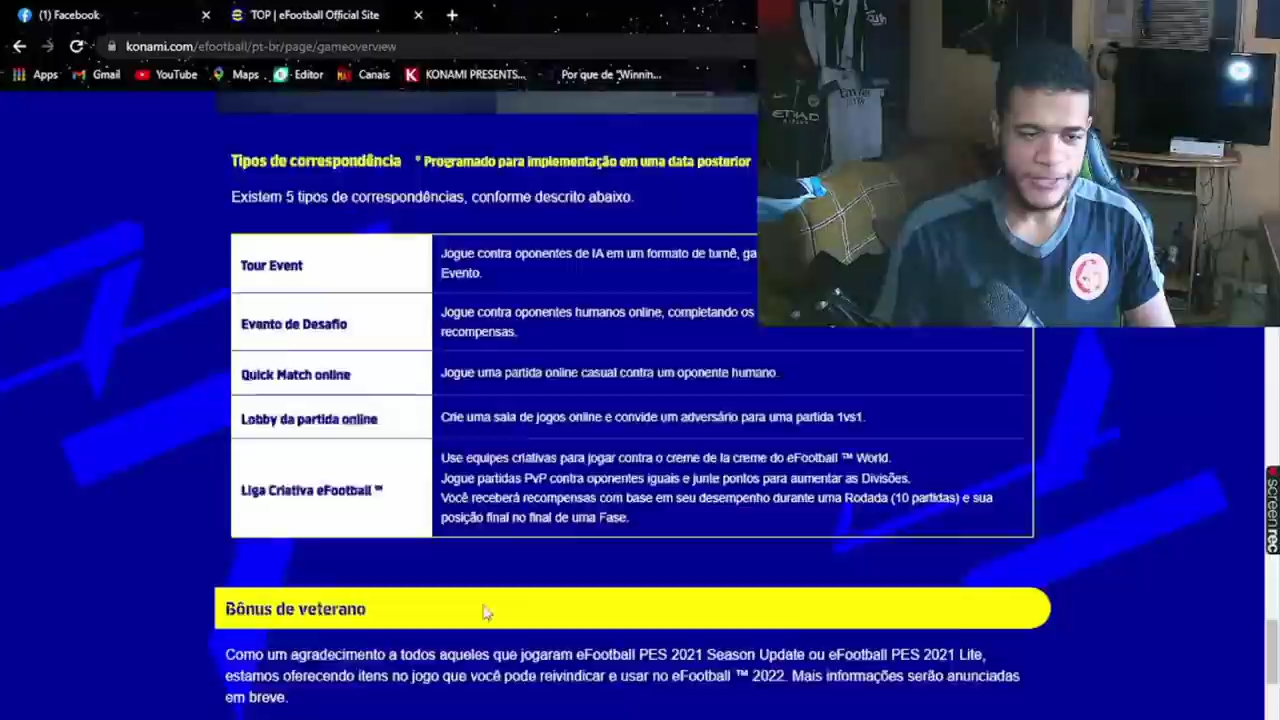 (1) Facebook
TOP | eFootball Official Site
konami.com/efootball/pt-br/page/gameoverview
Apps Gmail YouTube Maps Editor Canais KONAMI PRESENTS... Por que de "Winnin...
ETIHAD
Tipos de correspondência * Programado para implementação em uma data posterior
Existem 5 tipos de correspondências, conforme descrito abaixo.
Tour Event
Jogue contra oponentes de IA em um formato de turnê, ga
Evento.
Evento de Desafio
Jogue contra oponentes humanos online, completando os
recompensas.
Quick Match online
Jogue uma partida online casual contra um oponente humano.
Lobby da partida online
Crie uma sala de jogos online e convide um adversário para uma partida 1vs1.
Liga Criativa eFootball ™
Use equipes criativas para jogar contra o creme de la creme do eFootball ™ World.
Jogue partidas PvP contra oponentes iguais e junte pontos para aumentar as Divisões.
Você receberá recompensas com base em seu desempenho durante uma Rodada (10 partidas) e sua
posição final no final de uma Fase.
Bônus de veterano
Como um agradecimento a todos aqueles que jogaram eFootball PES 2021 Season Update ou eFootball PES 2021 Lite,
estamos oferecendo itens no jogo que você pode reivindicar e usar no eFootball ™ 2022. Mais informações serão anunciadas
em breve.
screenrec